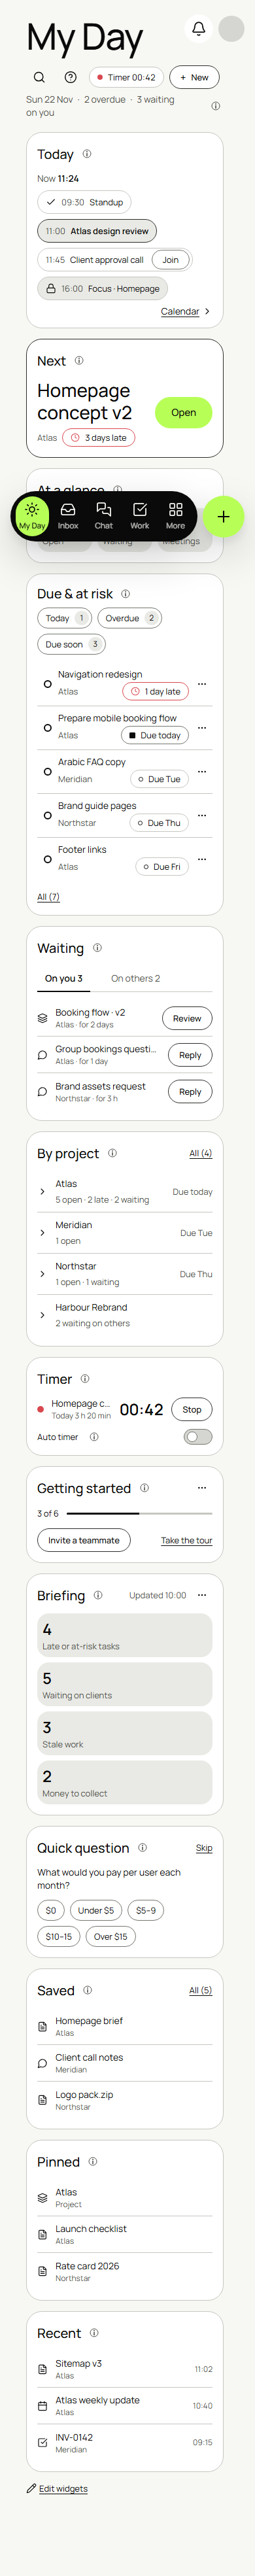 My Day
Timer 00:42
+ New
Sun 22 Nov · 2 overdue · 3 waiting
on you
Today
Now 11:24
09:30 Standup
11:00 Atlas design review
11:45 Client approval call Join
16:00 Focus · Homepage
Calendar
Next
Homepage
concept v2
Open
Atlas 3 days late
At a glance
My Day Inbox Chat Work More
Open Waiting Meetings
Due & at risk
Today 1 Overdue 2
Due soon 3
Navigation redesign
Atlas 1 day late
Prepare mobile booking flow
Atlas Due today
Arabic FAQ copy
Meridian Due Tue
Brand guide pages
Northstar Due Thu
Footer links
Atlas Due Fri
All (7)
Waiting
On you 3 On others 2
Booking flow · v2
Atlas · for 2 days
Review
Group bookings questi...
Atlas · for 1 day
Reply
Brand assets request
Northstar · for 3 h
Reply
By project All (4)
Atlas
5 open · 2 late · 2 waiting
Due today
Meridian
1 open
Due Tue
Northstar
1 open · 1 waiting
Due Thu
Harbour Rebrand
2 waiting on others
Timer
Homepage c...
Today 3 h 20 min
00:42
Stop
Auto timer
Getting started
3 of 6
Invite a teammate Take the tour
Briefing Updated 10:00
4
Late or at-risk tasks
5
Waiting on clients
3
Stale work
2
Money to collect
Quick question Skip
What would you pay per user each
month?
$0 Under $5 $5–9
$10–15 Over $15
Saved All (5)
Homepage brief
Atlas
Client call notes
Meridian
Logo pack.zip
Northstar
Pinned
Atlas
Project
Launch checklist
Atlas
Rate card 2026
Northstar
Recent
Sitemap v3
Atlas
11:02
Atlas weekly update
Atlas
10:40
INV-0142
Meridian
09:15
Edit widgets